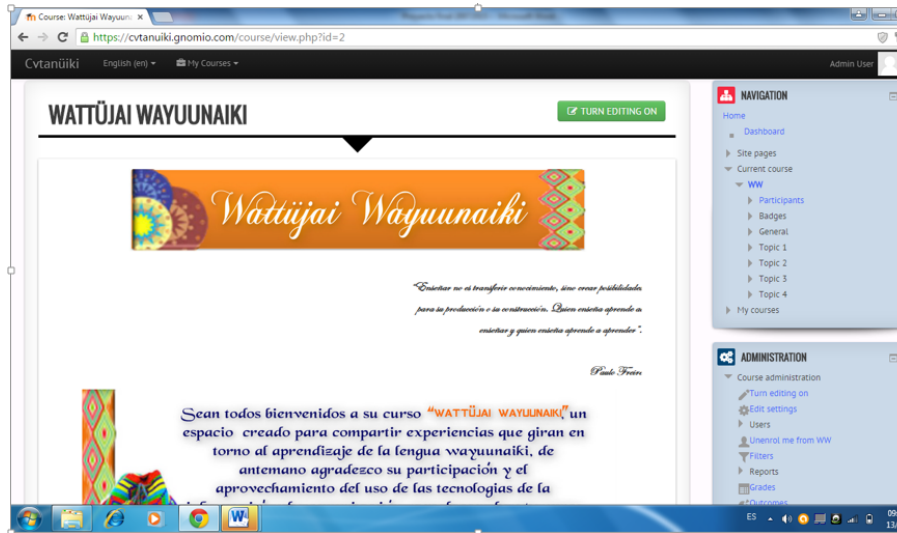 Course: Wattüjai Wayuun
https://cvtanuiki.gnomio.com/course/view.php?id=2
Cvtanüiki English (en) My Courses Admin User
WATTÜJAI WAYUUNAIKI
TURN EDITING ON
Wattüjai Wayuunaiki
"Enseñar no es transferir conocimiento, sino crear posibilidades
para su producción o su construcción. Quien enseña aprende a
enseñar y quien enseña aprende a aprender".
Paulo Freire
Sean todos bienvenidos a su curso "WATTÜJAI WAYUUNAIKI", un
espacio creado para compartir experiencias que giran en
torno al aprendizaje de la lengua wayuunaiki, de
antemano agradezco su participación y el
aprovechamiento del uso de las tecnologias de la
NAVIGATION
Home
Dashboard
Site pages
Current course
WW
Participants
Badges
General
Topic 1
Topic 2
Topic 3
Topic 4
My courses
ADMINISTRATION
Course administration
Turn editing on
Edit settings
Users
Unenrol me from WW
Filters
Reports
Grades
Outcomes
ES